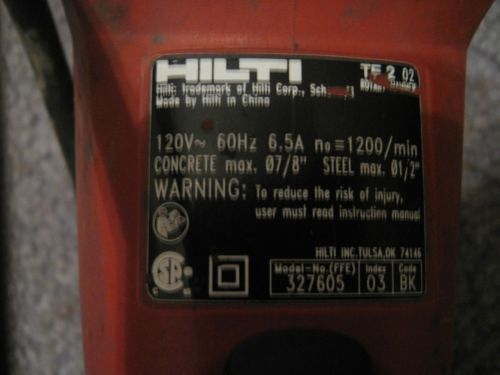 HILTI TE 2 02
Hilti: trademark of Hilti Corp.,
Made by Hilti in China
120V~ 60Hz 6.5A no=1200/min
CONCRETE max. Ø7/8" STEEL max. Ø1/2"
WARNING: To reduce the risk of injury,
user must read instruction manual
HILTI INC.TULSA,OK 74146
Model-No.(FFE) Index Code
327605 03 BK